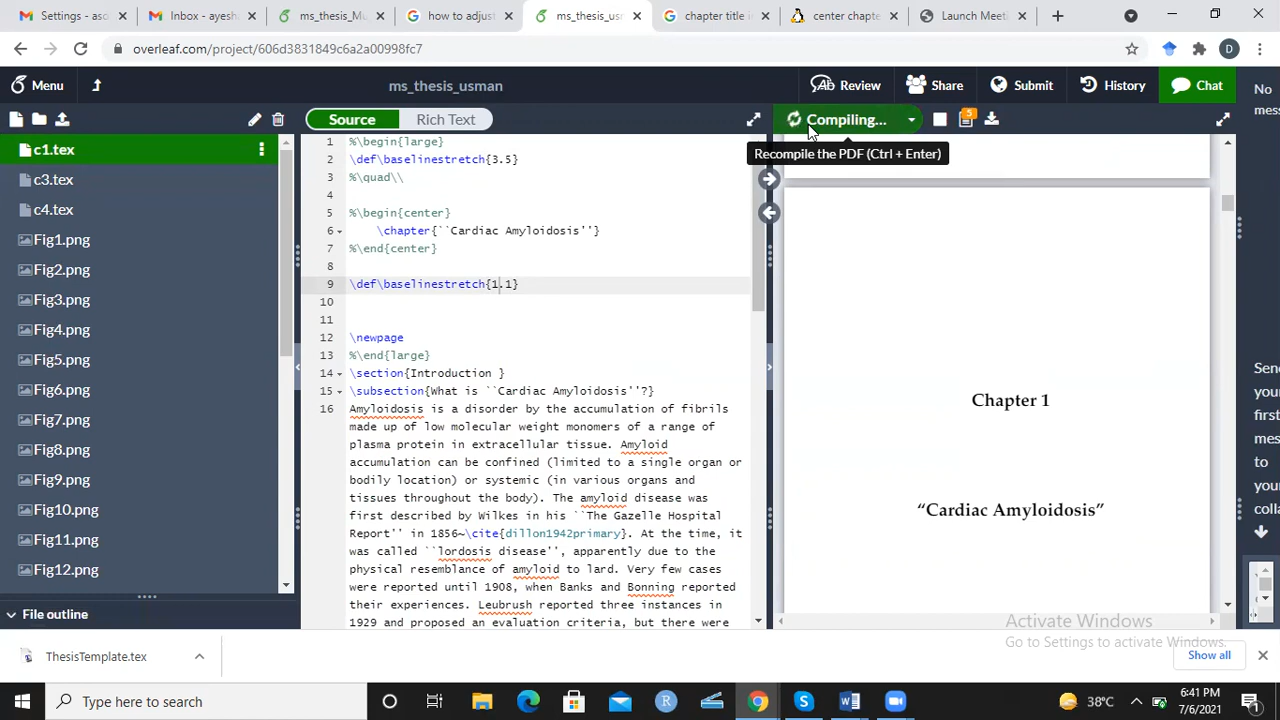 Settings - asc
Inbox - ayesh
ms_thesis_Mu
how to adjust
ms_thesis_usm
chapter title in
center chapte
Launch Meeti
overleaf.com/project/606d3831849c6a2a00998fc7
D
Menu
ms_thesis_usman
Review
Share
Submit
History
Chat
No
mess
Source
Rich Text
Compiling...
5
Recompile the PDF (Ctrl + Enter)
c1.tex
c3.tex
c4.tex
Fig1.png
Fig2.png
Fig3.png
Fig4.png
Fig5.png
Fig6.png
Fig7.png
Fig8.png
Fig9.png
Fig10.png
Fig11.png
Fig12.png
File outline
1 %\begin{large}
2 \def\baselinestretch{3.5}
3 %\quad\\
4
5 %\begin{center}
6 \chapter{``Cardiac Amyloidosis''}
7 %\end{center}
8
9 \def\baselinestretch{1.1}
10
11
12 \newpage
13 %\end{large}
14 \section{Introduction }
15 \subsection{What is ``Cardiac Amyloidosis''?}
16 Amyloidosis is a disorder by the accumulation of fibrils
made up of low molecular weight monomers of a range of
plasma protein in extracellular tissue. Amyloid
accumulation can be confined (limited to a single organ or
bodily location) or systemic (in various organs and
tissues throughout the body). The amyloid disease was
first described by Wilkes in his ``The Gazelle Hospital
Report'' in 1856~\cite{dillon1942primary}. At the time, it
was called ``lordosis disease'', apparently due to the
physical resemblance of amyloid to lard. Very few cases
were reported until 1908, when Banks and Bonning reported
their experiences. Leubrush reported three instances in
1929 and proposed an evaluation criteria, but there were
Chapter 1
“Cardiac Amyloidosis”
Send
your
first
mess
to
your
colla
Activate Windows
Go to Settings to activate Windows.
ThesisTemplate.tex
Show all
Type here to search
R
38°C
6:41 PM
7/6/2021
1